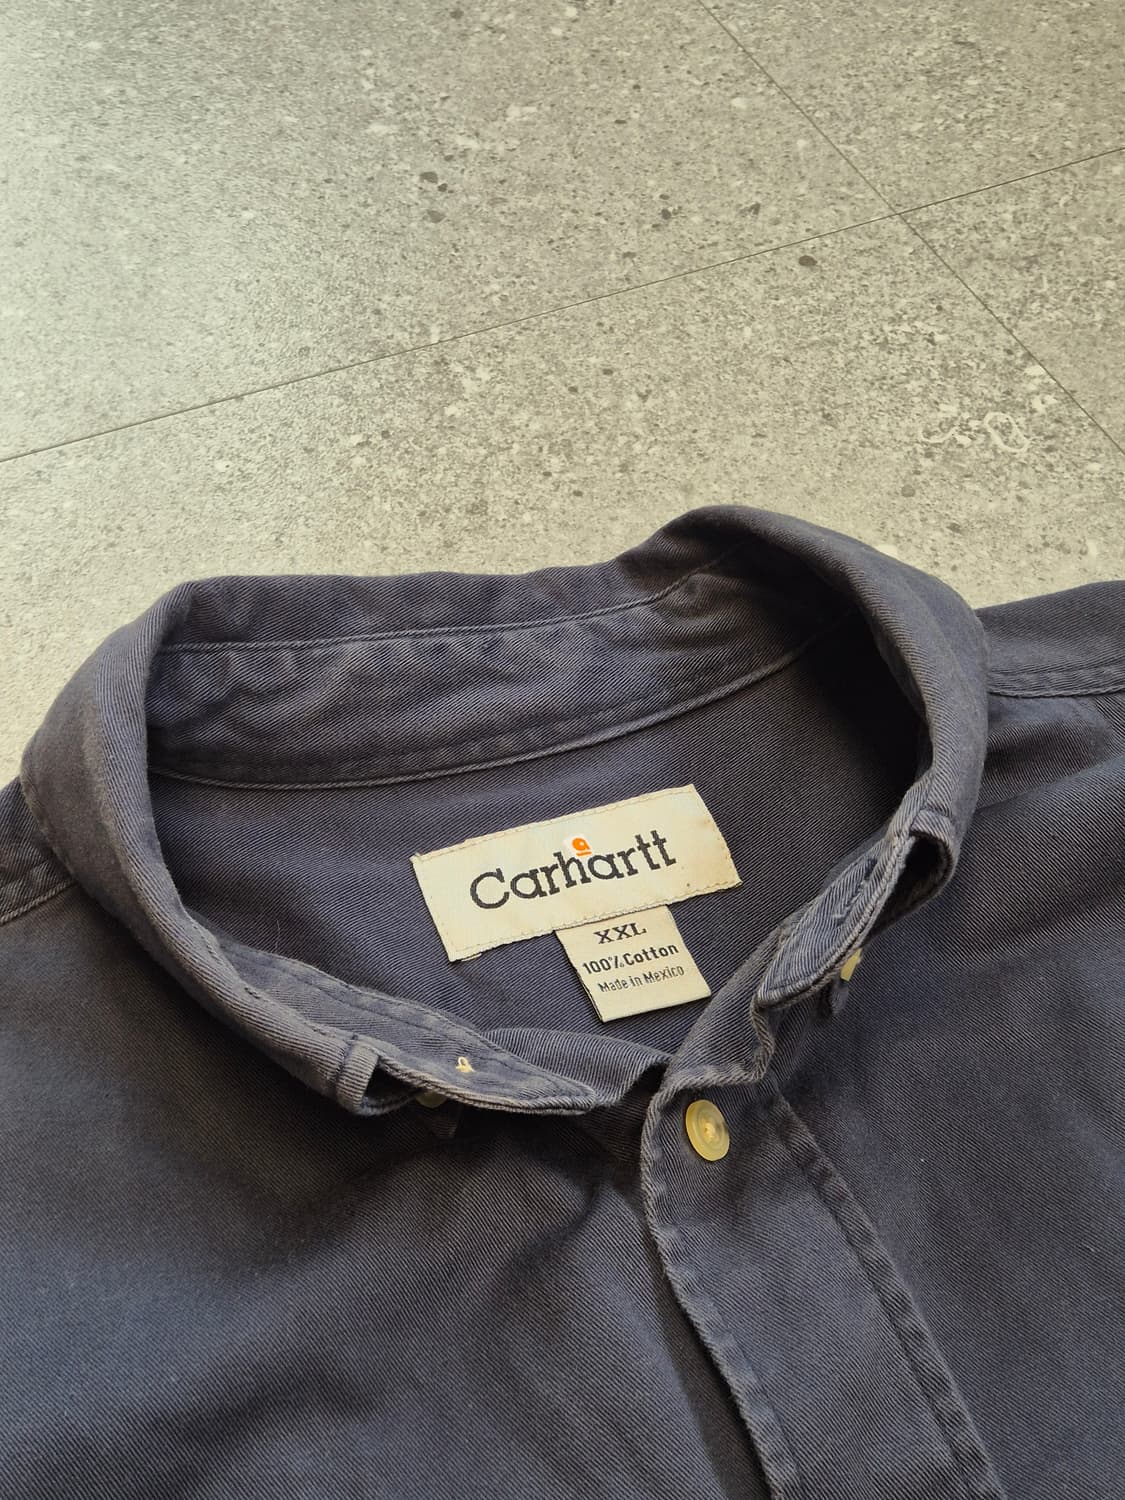 Carhartt
XXL
100% Cotton
Made in Mexico